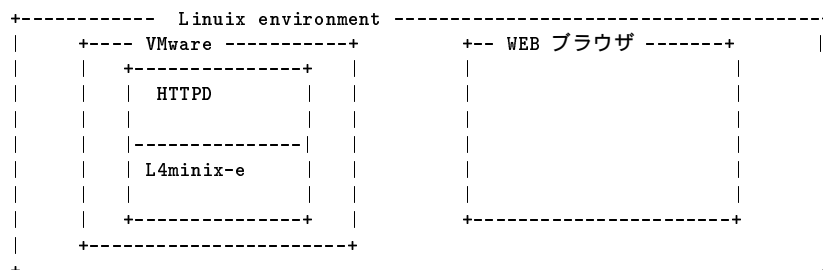 Linuix environment
VMware
WEB ブラウザ
HTTPD
L4minix-e